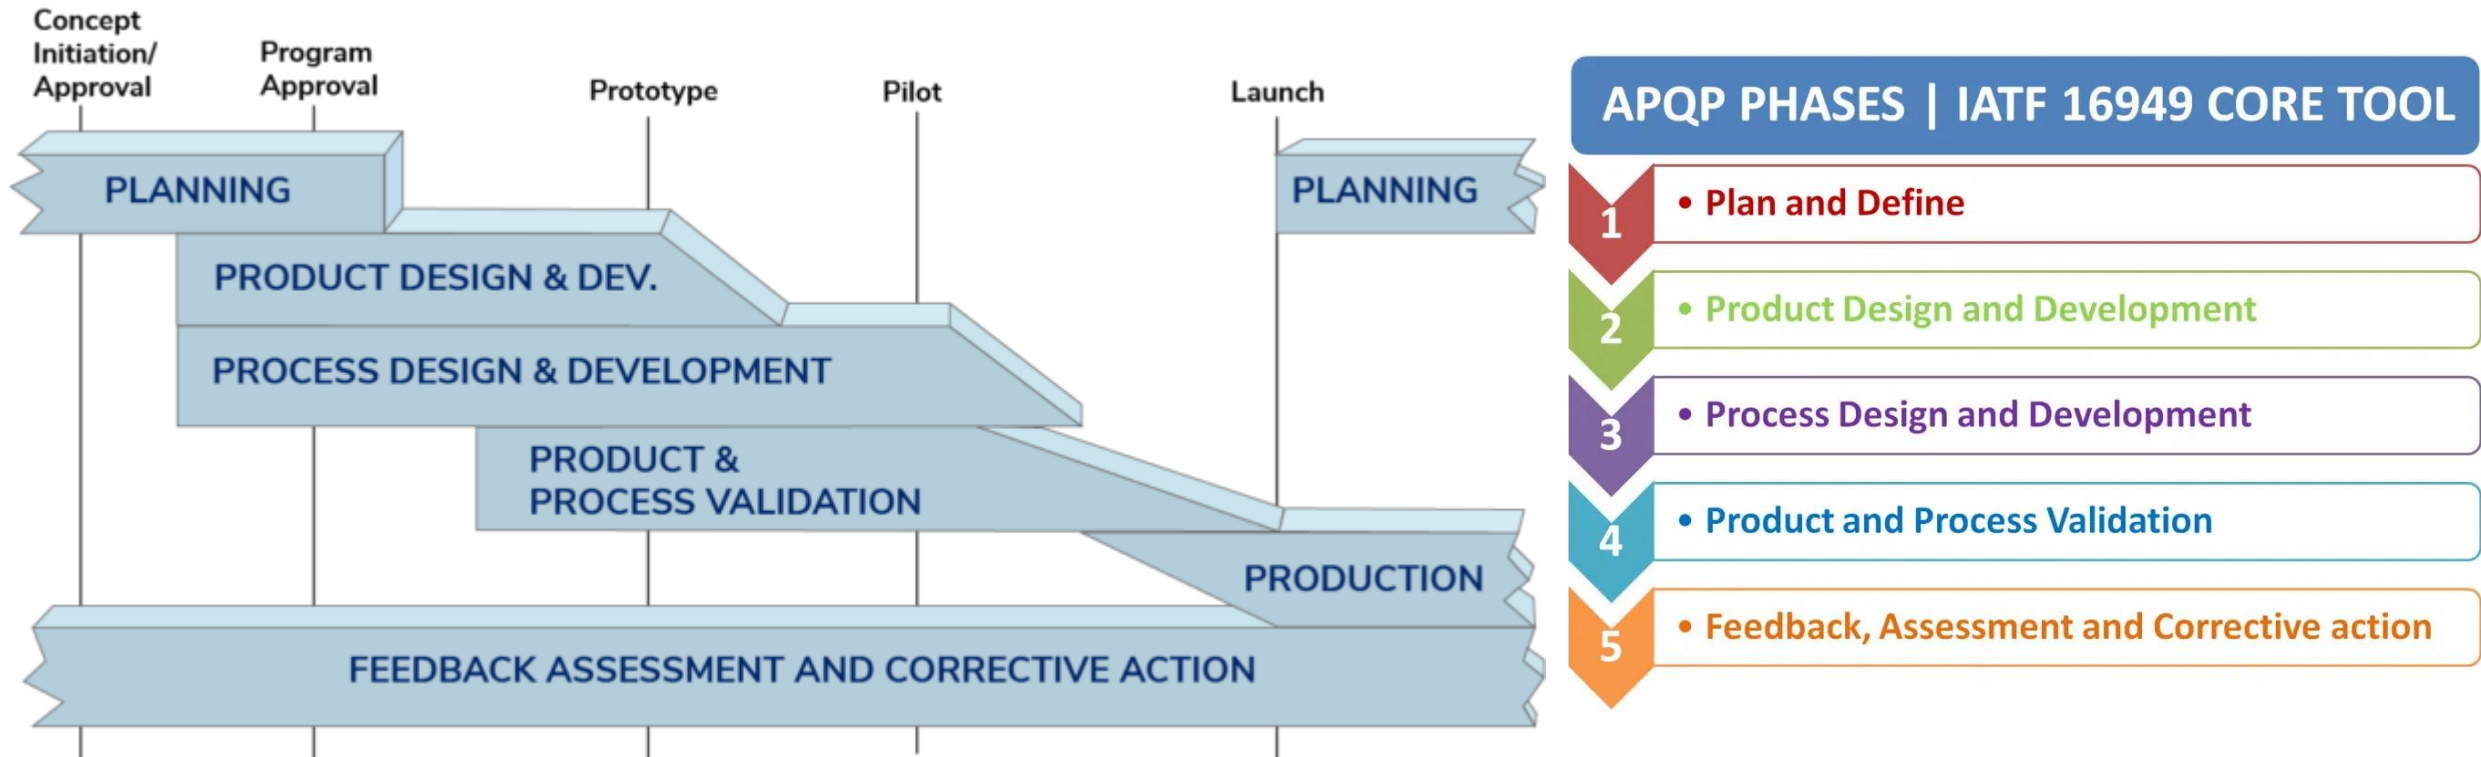 Concept
Initiation/
Approval
Program
Approval
Prototype
Pilot
Launch
PLANNING
PLANNING
PRODUCT DESIGN & DEV.
PROCESS DESIGN & DEVELOPMENT
PRODUCT &
PROCESS VALIDATION
PRODUCTION
FEEDBACK ASSESSMENT AND CORRECTIVE ACTION
APQP PHASES | IATF 16949 CORE TOOL
1 • Plan and Define
2 • Product Design and Development
3 • Process Design and Development
4 • Product and Process Validation
5 • Feedback, Assessment and Corrective action